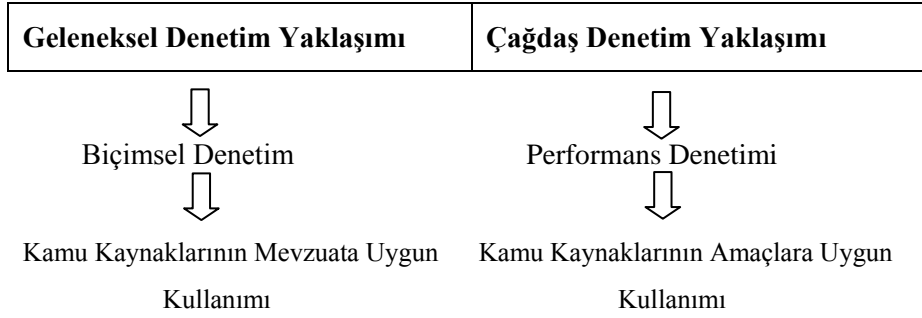 Geleneksel Denetim Yaklaşımı
Çağdaş Denetim Yaklaşımı
Biçimsel Denetim
Performans Denetimi
Kamu Kaynaklarının Mevzuata Uygun
Kullanımı
Kamu Kaynaklarının Amaçlara Uygun
Kullanımı